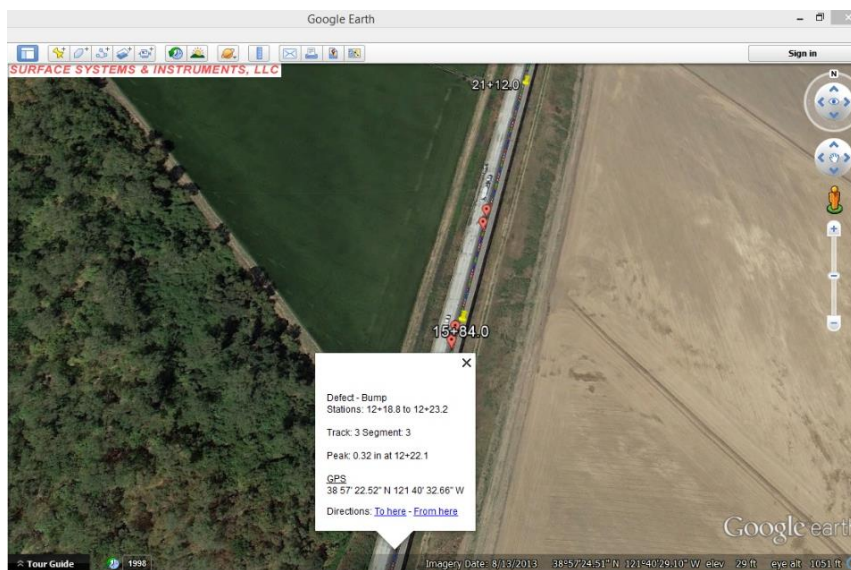 Google Earth
Sign in
SURFACE SYSTEMS & INSTRUMENTS, LLC
N
21+12.0
15+84.0
Defect - Bump
Stations: 12+18.8 to 12+23.2
Track: 3 Segment: 3
Peak: 0.32 in at 12+22.1
GPS
38 57' 22.52" N 121 40' 32.66" W
Directions: To here - From here
Google earth
Tour Guide
1998
Imagery Date: 8/13/2013 38°57'24.51" N 121°40'29.10" W elev 29 ft eye alt 1051 ft